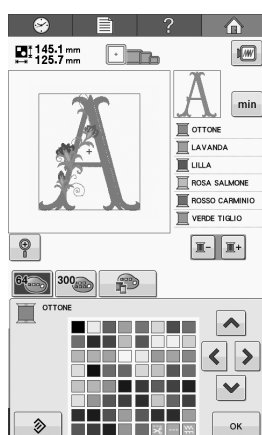 ?
145.1 mm
125.7 mm
A
A
min
OTTONE
LAVANDA
LILLA
ROSA SALMONE
ROSSO CARMINIO
VERDE TIGLIO
64
300
OTTONE
OK